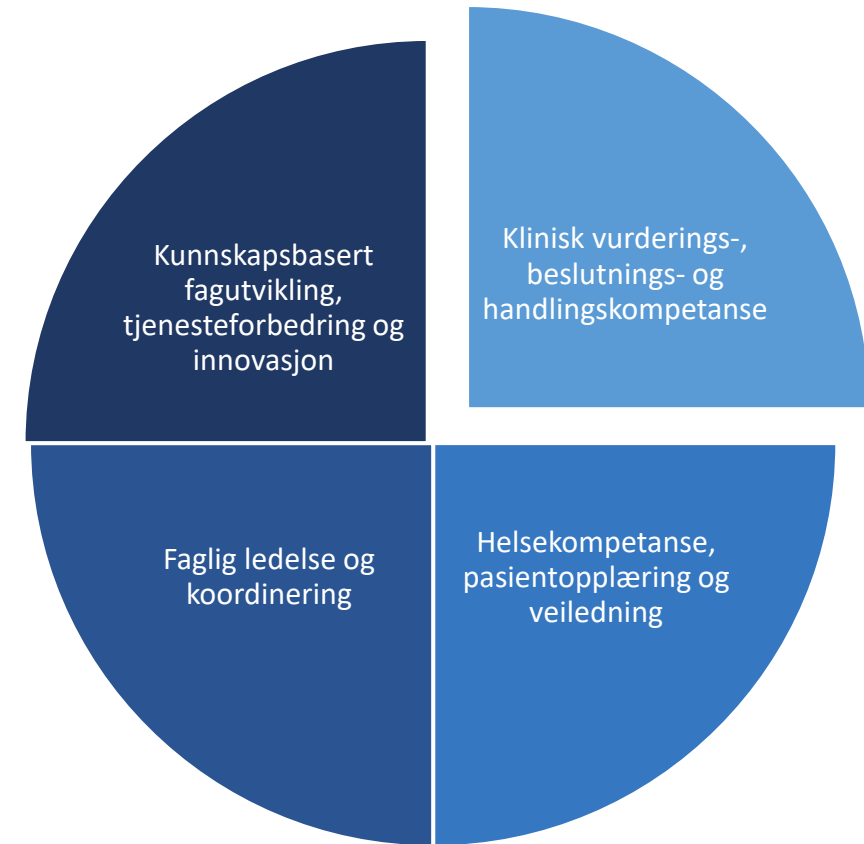 Kunnskapsbasert
fagutvikling,
tjenesteforbedring og
innovasjon
Klinisk vurderings-,
beslutnings- og
handlingskompetanse
Faglig ledelse og
koordinering
Helsekompetanse,
pasientopplæring og
veiledning